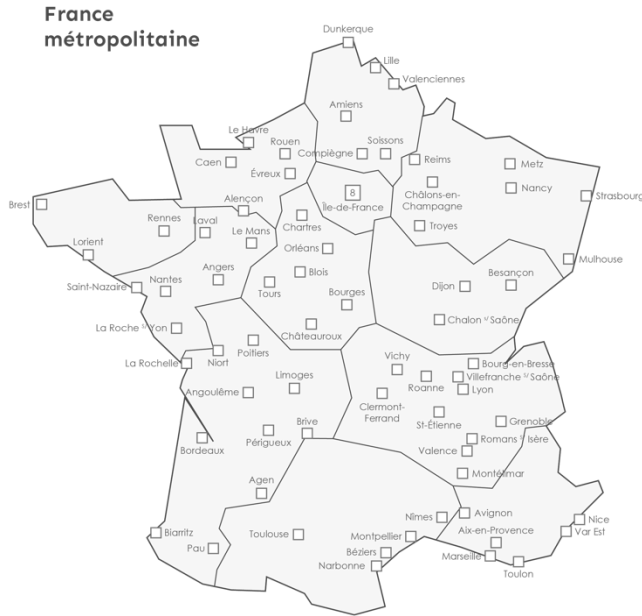 France
métropolitaine
Dunkerque
Lille
Valenciennes
Amiens
Le Havre
Rouen
Compiègne
Soissons
Caen
Reims
Metz
Évreux
8
Île-de-France
Châlons-en-
Champagne
Nancy
Strasbourg
Brest
Alençon
Chartres
Rennes
Laval
Le Mans
Troyes
Orléans
Lorient
Mulhouse
Blois
Angers
Saint-Nazaire
Nantes
Tours
Bourges
Dijon
Besançon
La Roche s/ Yon
Châteauroux
Chalon s/ Saône
Poitiers
La Rochelle
Niort
Vichy
Bourg-en-Bresse
Roanne
Villefranche s/ Saône
Lyon
Limoges
Angoulême
Clermont-
Ferrand
St-Étienne
Grenoble
Brive
Périgueux
Bordeaux
Romans s/ Isère
Valence
Montélimar
Agen
Nîmes
Avignon
Nice
Var Est
Biarritz
Pau
Toulouse
Montpellier
Aix-en-Provence
Béziers
Narbonne
Marseille
Toulon